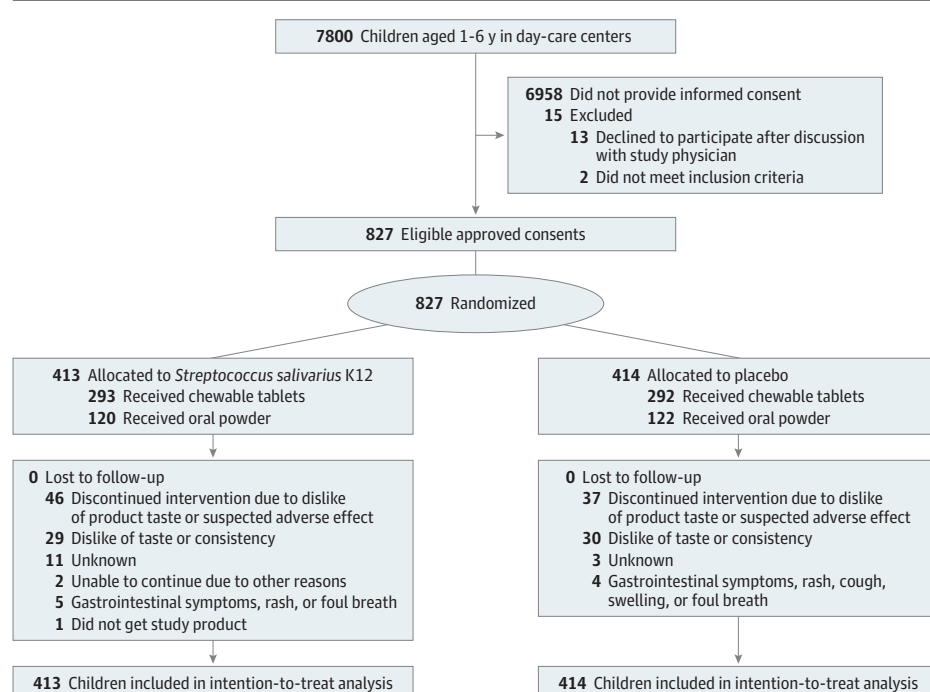 7800 Children aged 1-6 y in day-care centers
6958 Did not provide informed consent
15 Excluded
13 Declined to participate after discussion
with study physician
2 Did not meet inclusion criteria
827 Eligible approved consents
827 Randomized
413 Allocated to Streptococcus salivarius K12
293 Received chewable tablets
120 Received oral powder
414 Allocated to placebo
292 Received chewable tablets
122 Received oral powder
0 Lost to follow-up
46 Discontinued intervention due to dislike
of product taste or suspected adverse effect
29 Dislike of taste or consistency
11 Unknown
2 Unable to continue due to other reasons
5 Gastrointestinal symptoms, rash, or foul breath
1 Did not get study product
0 Lost to follow-up
37 Discontinued intervention due to dislike
of product taste or suspected adverse effect
30 Dislike of taste or consistency
3 Unknown
4 Gastrointestinal symptoms, rash, cough,
swelling, or foul breath
413 Children included in intention-to-treat analysis
414 Children included in intention-to-treat analysis